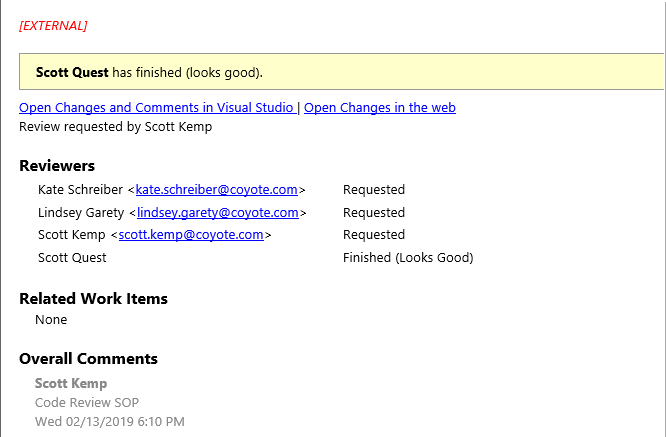 [EXTERNAL]
Scott Quest has finished (looks good).
Open Changes and Comments in Visual Studio | Open Changes in the web
Review requested by Scott Kemp
Reviewers
Kate Schreiber <kate.schreiber@coyote.com> Requested
Lindsey Garety <lindsey.garety@coyote.com> Requested
Scott Kemp <scott.kemp@coyote.com> Requested
Scott Quest Finished (Looks Good)
Related Work Items
None
Overall Comments
Scott Kemp
Code Review SOP
Wed 02/13/2019 6:10 PM